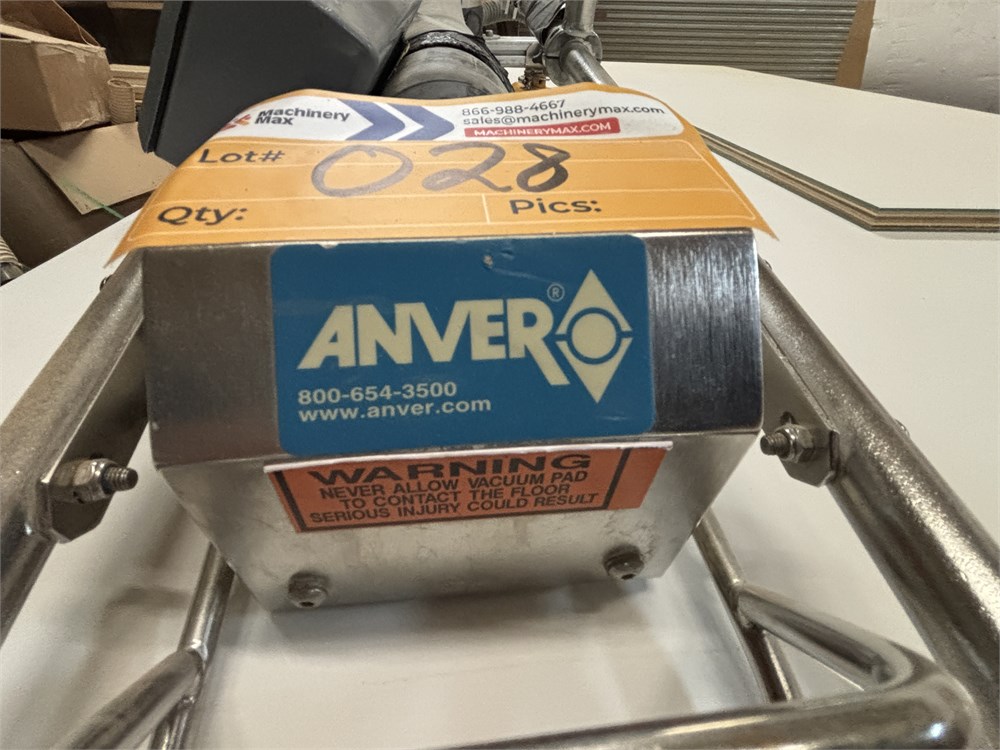 Machinery
Max
866-988-4667
sales@machinerymax.com
MACHINERYMAX.COM
Lot# 028
Qty:
Pics:
ANVER®
800-654-3500
www.anver.com
WARNING
NEVER ALLOW VACUUM PAD
TO CONTACT THE FLOOR
SERIOUS INJURY COULD RESULT